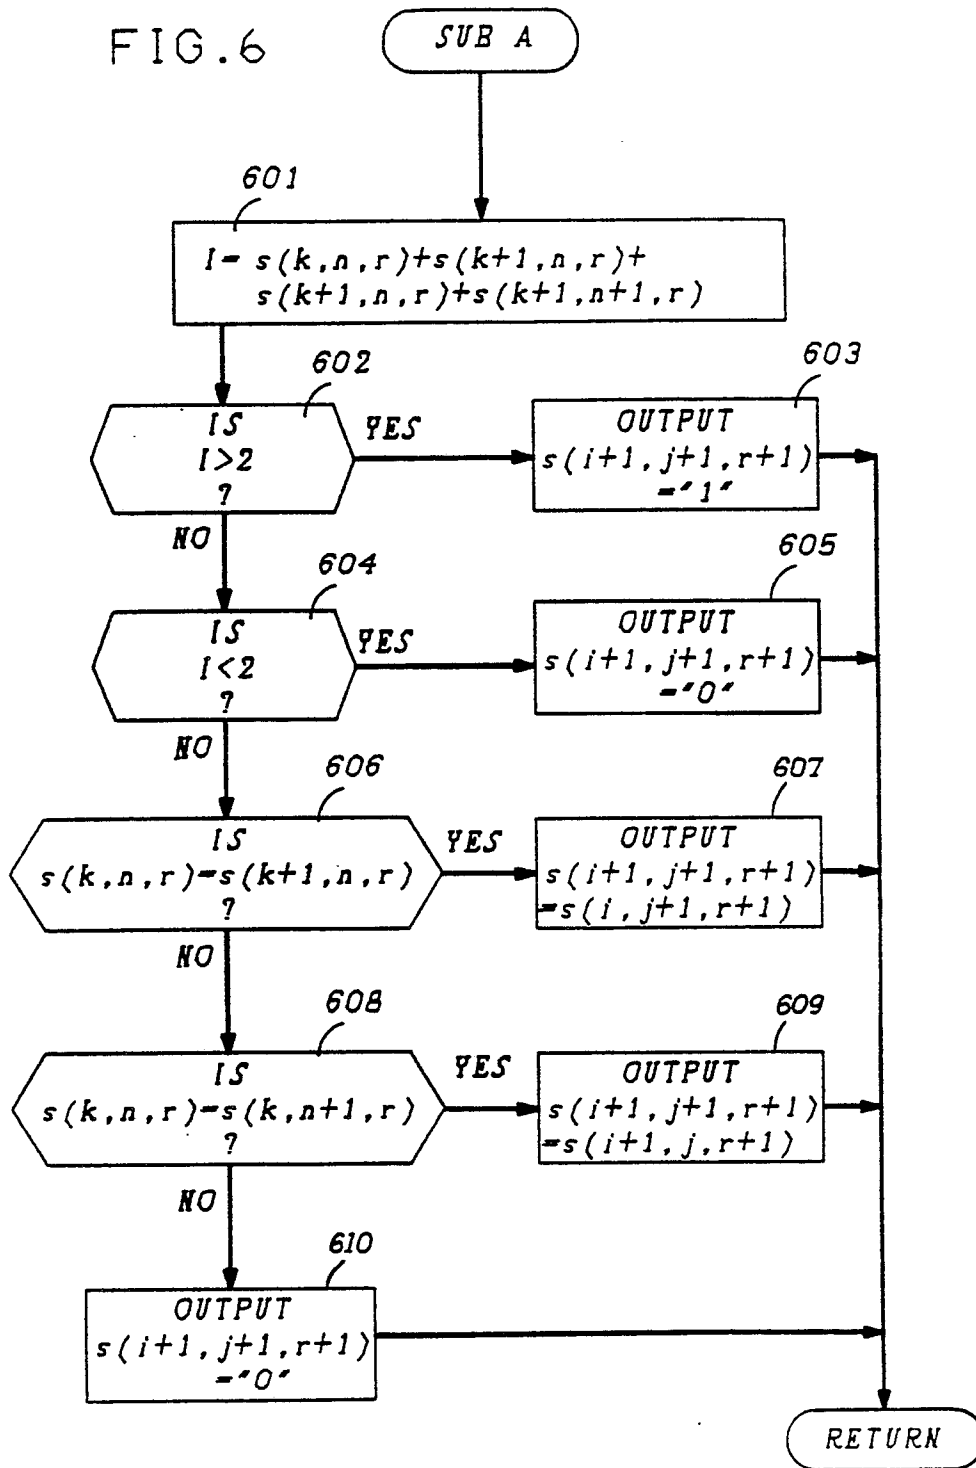 FIG.6
SUB A
601
I= s(k,n,r)+s(k+1,n,r)+
s(k+1,n,r)+s(k+1,n+1,r)
602
IS
I>2
?
YES
NO
603
OUTPUT
s(i+1,j+1,r+1)
="1"
604
IS
I<2
?
YES
NO
605
OUTPUT
s(i+1,j+1,r+1)
="0"
606
IS
s(k,n,r)=s(k+1,n,r)
?
YES
NO
607
OUTPUT
s(i+1,j+1,r+1)
=s(i,j+1,r+1)
608
IS
s(k,n,r)=s(k,n+1,r)
?
YES
NO
609
OUTPUT
s(i+1,j+1,r+1)
=s(i+1,j,r+1)
610
OUTPUT
s(i+1,j+1,r+1)
="0"
RETURN